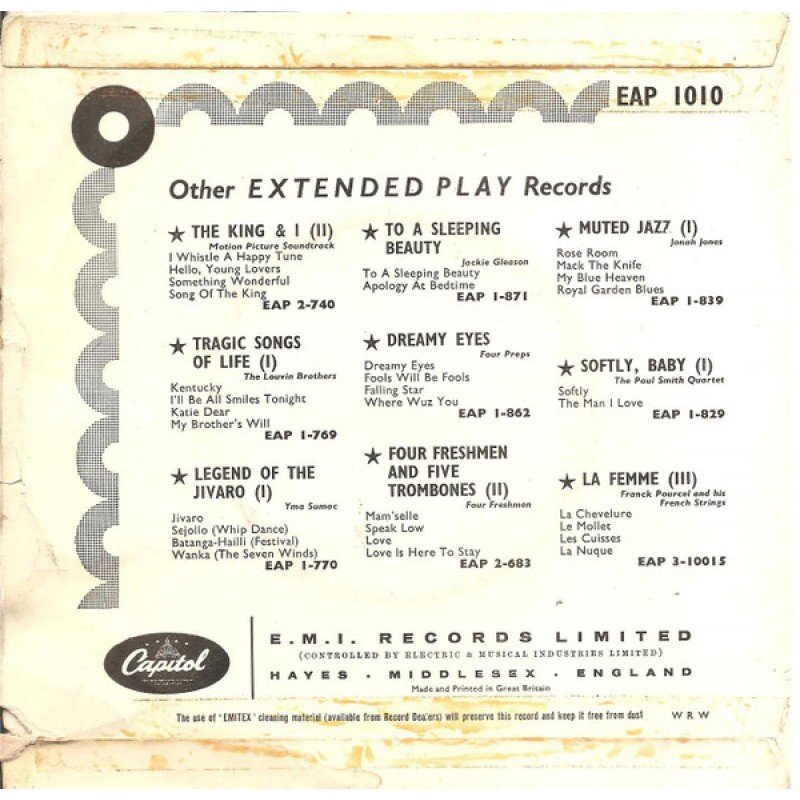 EAP 1010
Other EXTENDED PLAY Records
★ THE KING & I (II)
Motion Picture Soundtrack
I Whistle A Happy Tune
Hello, Young Lovers
Something Wonderful
Song Of The King
EAP 2-740
★ TRAGIC SONGS
OF LIFE (I)
The Louvin Brothers
Kentucky
I'll Be All Smiles Tonight
Katie Dear
My Brother's Will
EAP 1-769
★ LEGEND OF THE
JIVARO (I)
Yma Sumac
Jivaro
Sejollo (Whip Dance)
Batanga-Hailli (Festival)
Wanka (The Seven Winds)
EAP 1-770
★ TO A SLEEPING
BEAUTY
Jackie Gleason
To A Sleeping Beauty
Apology At Bedtime
EAP 1-871
★ DREAMY EYES
Four Preps
Dreamy Eyes
Fools Will Be Fools
Falling Star
Where Wuz You
EAP 1-862
★ FOUR FRESHMEN
AND FIVE
TROMBONES (II)
Four Freshmen
Mam'selle
Speak Low
Love
Love Is Here To Stay
EAP 2-683
★ MUTED JAZZ (I)
Jonah Jones
Rose Room
Mack The Knife
My Blue Heaven
Royal Garden Blues
EAP 1-839
★ SOFTLY, BABY (I)
The Paul Smith Quartet
Softly
The Man I Love
EAP 1-829
★ LA FEMME (III)
Franck Pourcel and his
French Strings
La Chevelure
Le Mollet
Les Cuisses
La Nuque
EAP 3-10015
Capitol
E.M.I. RECORDS LIMITED
(CONTROLLED BY ELECTRIC & MUSICAL INDUSTRIES LIMITED)
HAYES . MIDDLESEX . ENGLAND
Made and Printed in Great Britain
The use of 'EMITEX' cleaning material (available from Record Dealers) will preserve this record and keep it free from dust WRW